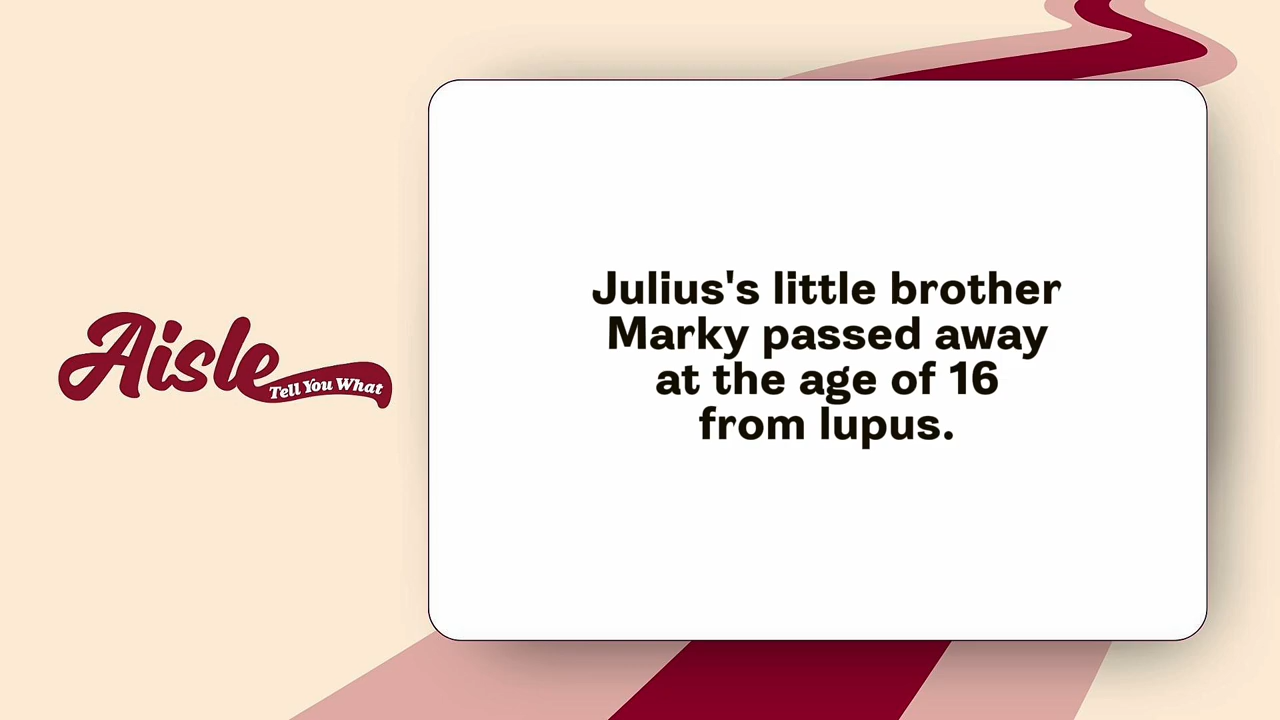 Aisle
Tell You What
Julius's little brother
Marky passed away
at the age of 16
from lupus.